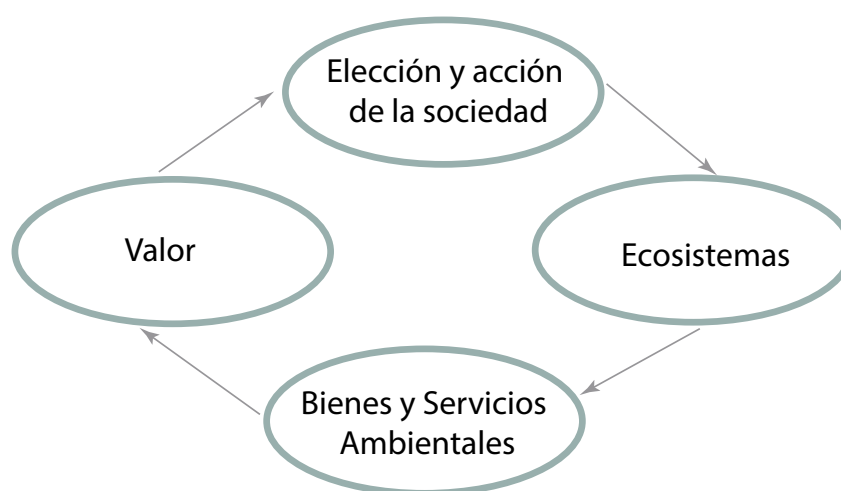 Elección y acción
de la sociedad
Valor
Ecosistemas
Bienes y Servicios
Ambientales